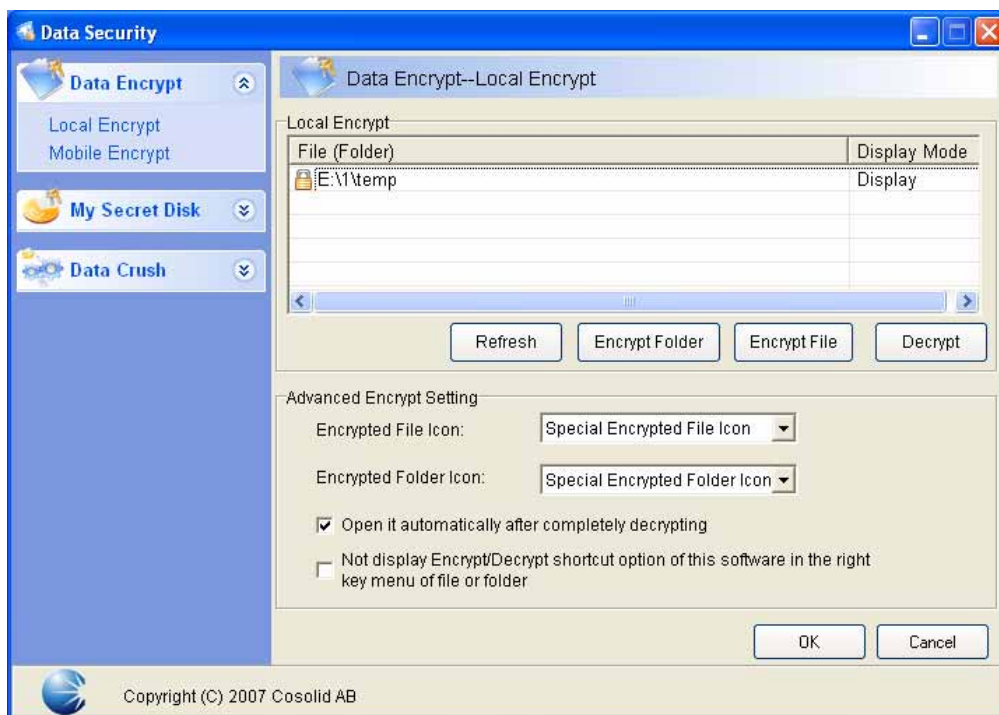 Data Security
Data Encrypt
Local Encrypt
Mobile Encrypt
My Secret Disk
Data Crush
Data Encrypt--Local Encrypt
Local Encrypt
File (Folder) Display Mode
E:\1\temp Display
Refresh Encrypt Folder Encrypt File Decrypt
Advanced Encrypt Setting
Encrypted File Icon: Special Encrypted File Icon
Encrypted Folder Icon: Special Encrypted Folder Icon
Open it automatically after completely decrypting
Not display Encrypt/Decrypt shortcut option of this software in the right
key menu of file or folder
OK Cancel
Copyright (C) 2007 Cosolid AB